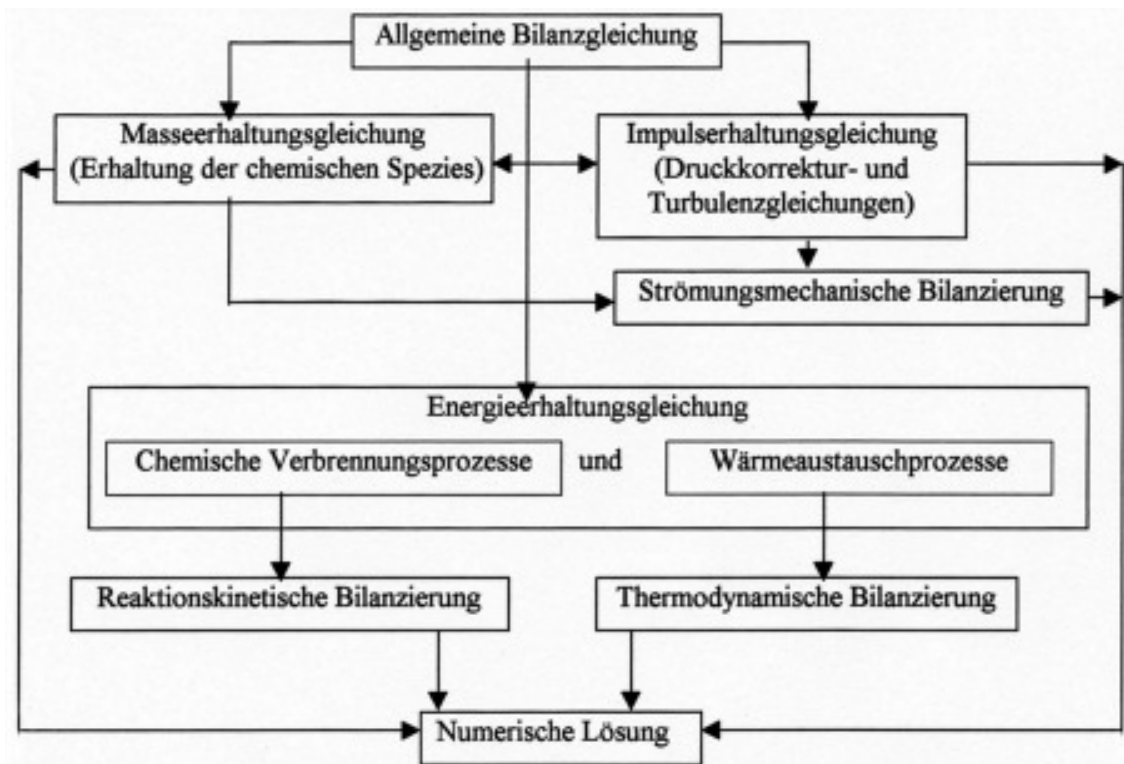 Allgemeine Bilanzgleichung
Masseerhaltungsgleichung
(Erhaltung der chemischen Spezies)
Impulserhaltungsgleichung
(Druckkorrektur- und
Turbulenzgleichungen)
Strömungsmechanische Bilanzierung
Energieerhaltungsgleichung
Chemische Verbrennungsprozesse und Wärmeaustauschprozesse
Reaktionskinetische Bilanzierung
Thermodynamische Bilanzierung
Numerische Lösung